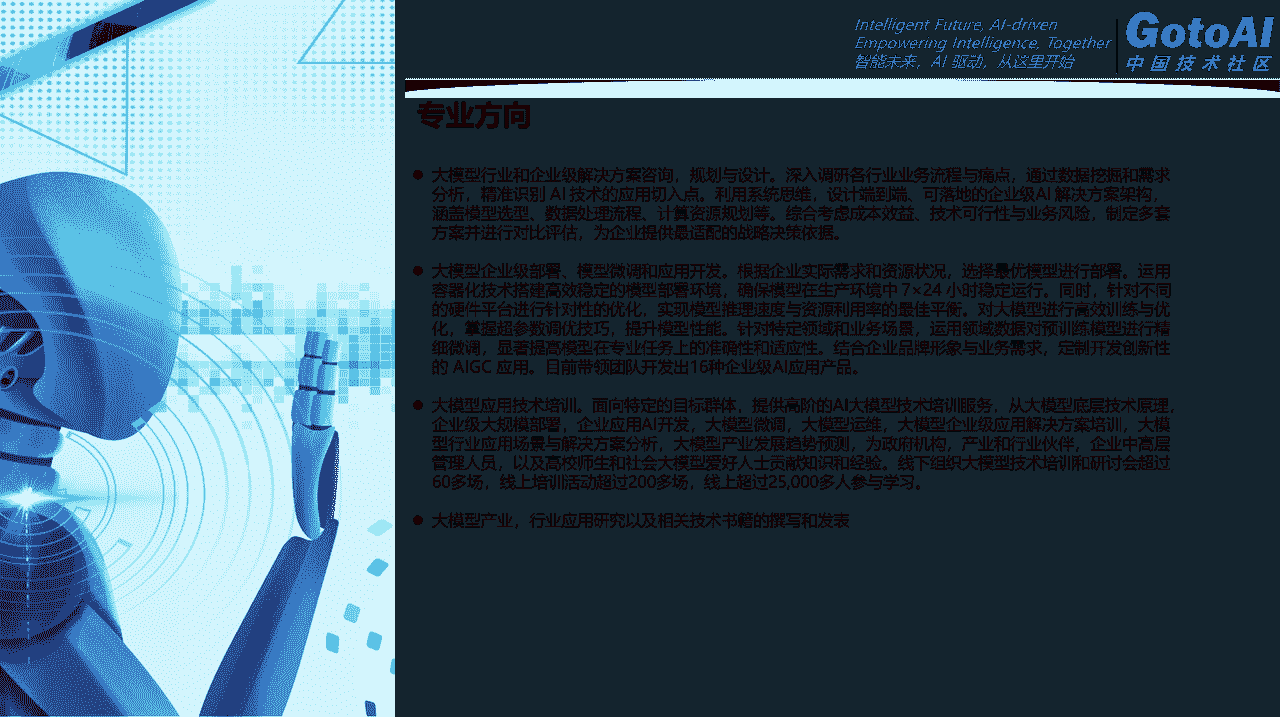 Intelligent Future, AI-driven
Empowering Intelligence, Together
智能未来，AI 驱动，从这里开始
GotoAI
中国技术社区
专业方向
● 大模型行业和企业级解决方案咨询，规划与设计。深入调研各行业业务流程与痛点，通过数据挖掘和需求
分析，精准识别 AI 技术的应用切入点。利用系统思维，设计端到端、可落地的企业级AI 解决方案架构，
涵盖模型选型、数据处理流程、计算资源规划等。综合考虑成本效益、技术可行性与业务风险，制定多套
方案并进行对比评估，为企业提供最适配的战略决策依据。
● 大模型企业级部署、模型微调和应用开发。根据企业实际需求和资源状况，选择最优模型进行部署。运用
容器化技术搭建高效稳定的模型部署环境，确保模型在生产环境中 7×24 小时稳定运行。同时，针对不同
的硬件平台进行针对性的优化，实现模型推理速度与资源利用率的最佳平衡。对大模型进行高效训练与优
化，掌握超参数调优技巧，提升模型性能。针对特定领域和业务场景，运用领域数据对预训练模型进行精
细微调，显著提高模型在专业任务上的准确性和适应性。结合企业品牌形象与业务需求，定制开发创新性
的 AIGC 应用。目前带领团队开发出16种企业级AI应用产品。
● 大模型应用技术培训。面向特定的目标群体，提供高阶的AI大模型技术培训服务，从大模型底层技术原理，
企业级大规模部署，企业应用AI开发，大模型微调，大模型运维，大模型企业级应用解决方案培训，大模
型行业应用场景与解决方案分析，大模型产业发展趋势预测，为政府机构，产业和行业伙伴，企业中高层
管理人员，以及高校师生和社会大模型爱好人士贡献知识和经验。线下组织大模型技术培训和研讨会超过
60多场，线上培训活动超过200多场，线上超过25,000多人参与学习。
● 大模型产业，行业应用研究以及相关技术书籍的撰写和发表